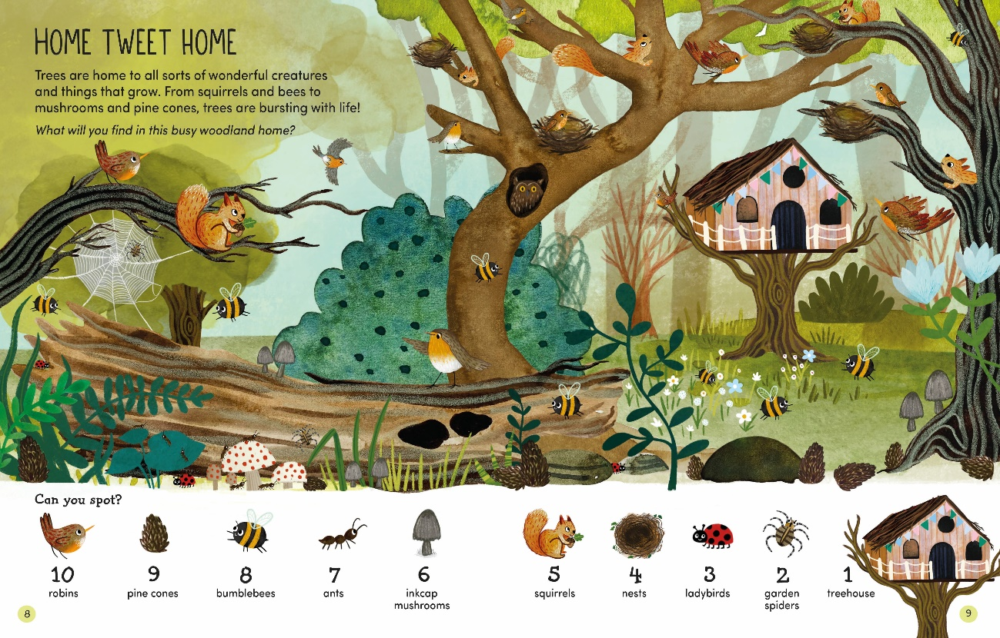 HOME TWEET HOME
Trees are home to all sorts of wonderful creatures
and things that grow. From squirrels and bees to
mushrooms and pine cones, trees are bursting with life!
What will you find in this busy woodland home?
Can you spot?
10
robins
9
pine cones
8
bumblebees
7
ants
6
inkcap
mushrooms
5
squirrels
4
nests
3
ladybirds
2
garden
spiders
1
treehouse
8
9